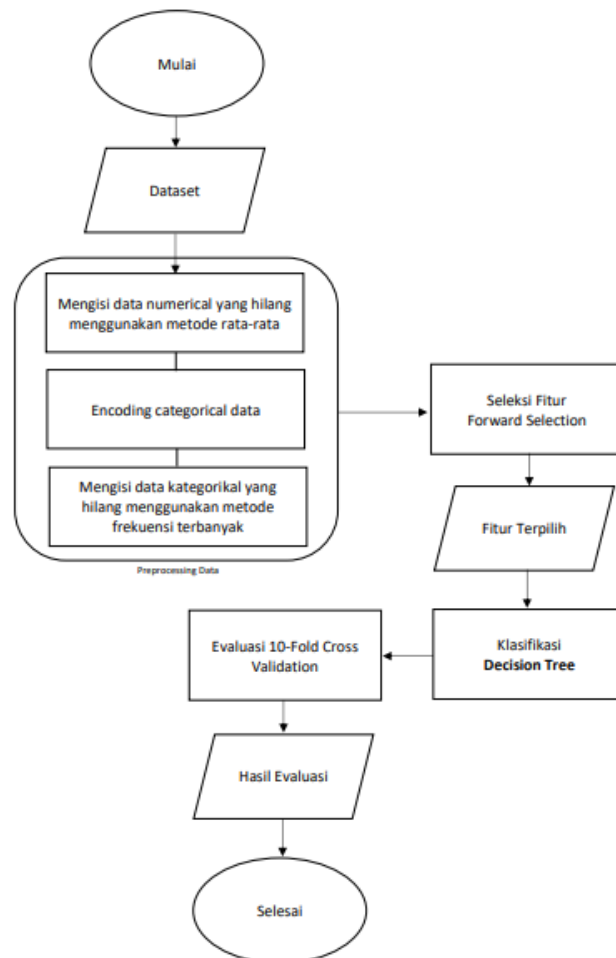 Mulai
Dataset
Mengisi data numerical yang hilang
menggunakan metode rata-rata
Encoding categorical data
Mengisi data kategorikal yang
hilang menggunakan metode
frekuensi terbanyak
Preprocessing Data
Seleksi Fitur
Forward Selection
Fitur Terpilih
Klasifikasi
Decision Tree
Evaluasi 10-Fold Cross
Validation
Hasil Evaluasi
Selesai